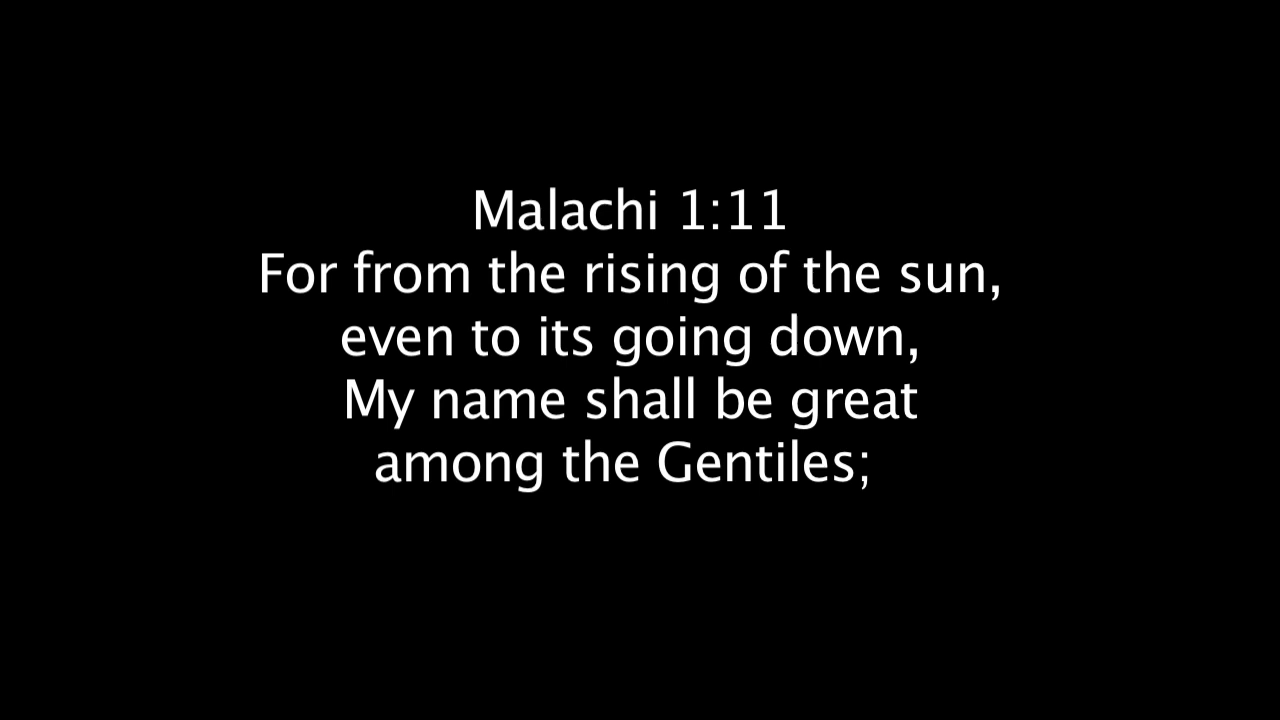 Malachi 1:11
For from the rising of the sun,
even to its going down,
My name shall be great
among the Gentiles;